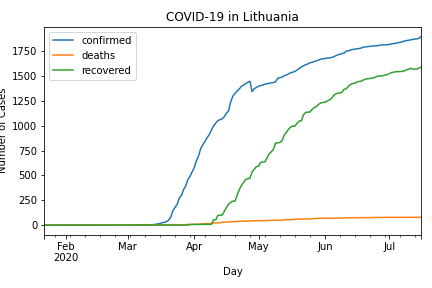 COVID-19 in Lithuania
confirmed
deaths
recovered
1750
1500
1250
1000
750
500
250
0
Number of Cases
Feb
2020
Mar
Apr
May
Jun
Jul
Day